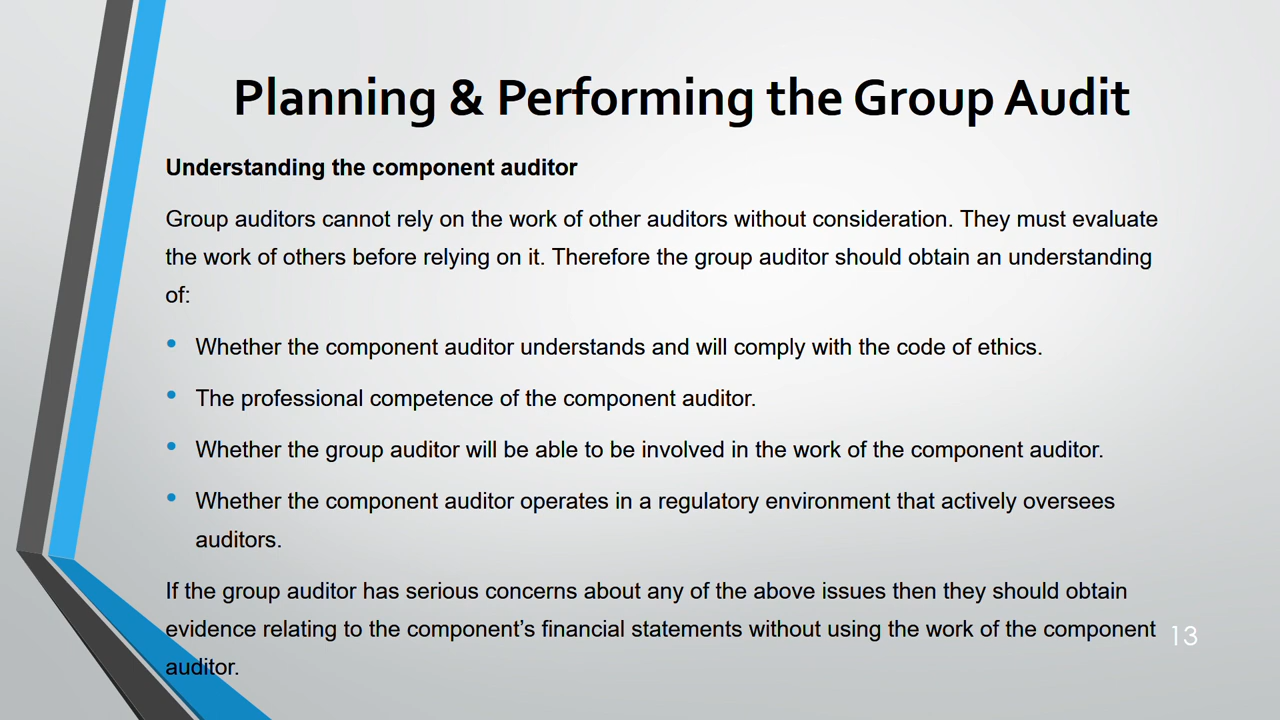 Planning & Performing the Group Audit
Understanding the component auditor
Group auditors cannot rely on the work of other auditors without consideration. They must evaluate
the work of others before relying on it. Therefore the group auditor should obtain an understanding
of:
• Whether the component auditor understands and will comply with the code of ethics.
• The professional competence of the component auditor.
• Whether the group auditor will be able to be involved in the work of the component auditor.
• Whether the component auditor operates in a regulatory environment that actively oversees
auditors.
If the group auditor has serious concerns about any of the above issues then they should obtain
evidence relating to the component’s financial statements without using the work of the component
auditor.
13